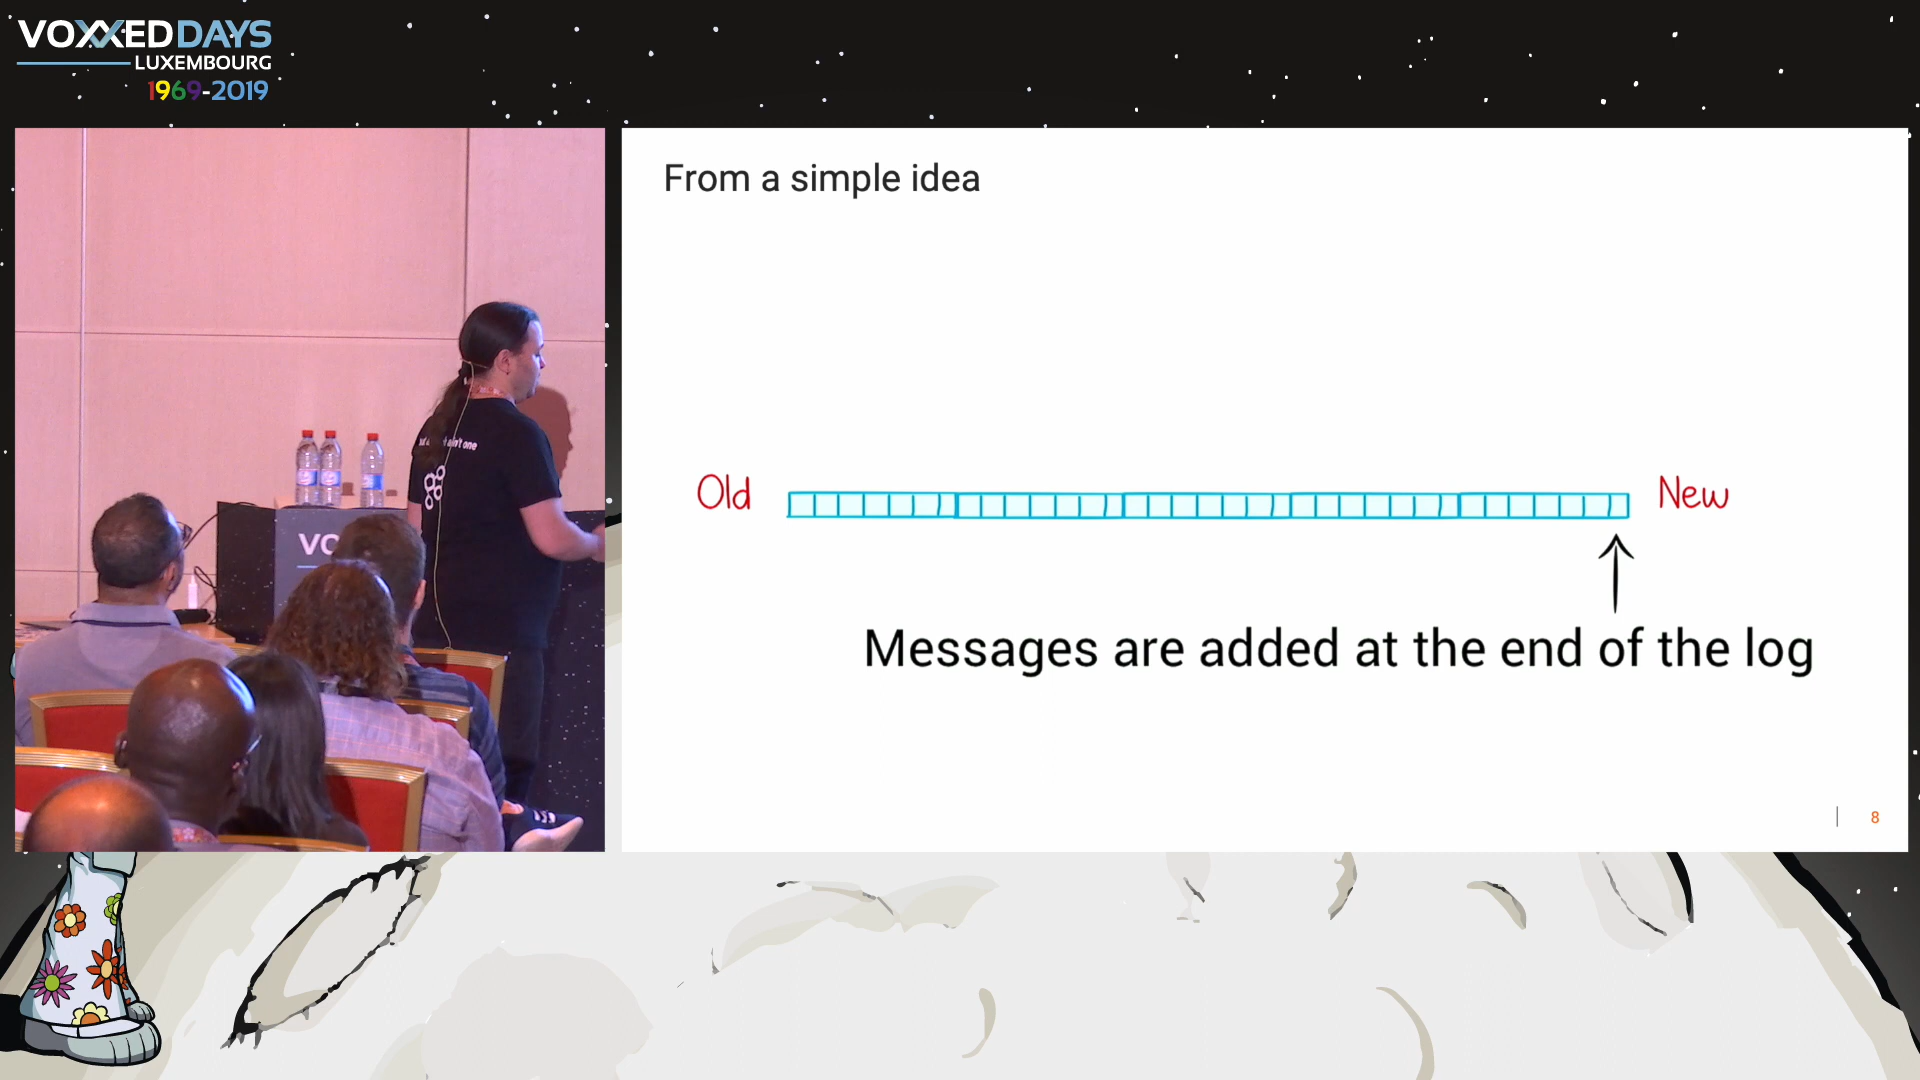 VOXXEDDAYS
LUXEMBOURG
1969-2019
From a simple idea
Old
New
Messages are added at the end of the log
8
n't one
VO